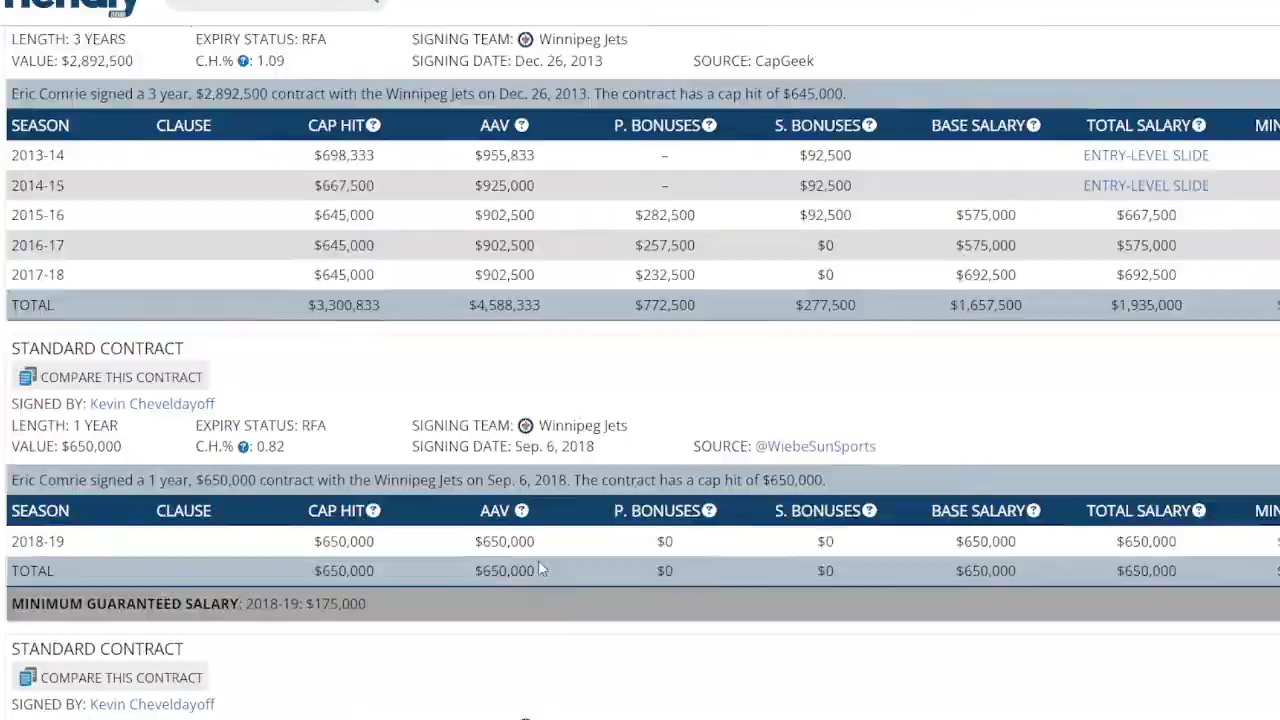 LENGTH: 3 YEARS EXPIRY STATUS: RFA SIGNING TEAM: Winnipeg Jets
VALUE: $2,892,500 C.H.% ?: 1.09 SIGNING DATE: Dec. 26, 2013 SOURCE: CapGeek
Eric Comrie signed a 3 year, $2,892,500 contract with the Winnipeg Jets on Dec. 26, 2013. The contract has a cap hit of $645,000.
SEASON CLAUSE CAP HIT? AAV ? P. BONUSES? S. BONUSES? BASE SALARY? TOTAL SALARY? MIN
2013-14 $698,333 $955,833 – $92,500 ENTRY-LEVEL SLIDE
2014-15 $667,500 $925,000 – $92,500 ENTRY-LEVEL SLIDE
2015-16 $645,000 $902,500 $282,500 $92,500 $575,000 $667,500
2016-17 $645,000 $902,500 $257,500 $0 $575,000 $575,000
2017-18 $645,000 $902,500 $232,500 $0 $692,500 $692,500
TOTAL $3,300,833 $4,588,333 $772,500 $277,500 $1,657,500 $1,935,000
STANDARD CONTRACT
COMPARE THIS CONTRACT
SIGNED BY: Kevin Cheveldayoff
LENGTH: 1 YEAR EXPIRY STATUS: RFA SIGNING TEAM: Winnipeg Jets
VALUE: $650,000 C.H.% ?: 0.82 SIGNING DATE: Sep. 6, 2018 SOURCE: @WiebeSunSports
Eric Comrie signed a 1 year, $650,000 contract with the Winnipeg Jets on Sep. 6, 2018. The contract has a cap hit of $650,000.
SEASON CLAUSE CAP HIT? AAV ? P. BONUSES? S. BONUSES? BASE SALARY? TOTAL SALARY? MIN
2018-19 $650,000 $650,000 $0 $0 $650,000 $650,000
TOTAL $650,000 $650,000 $0 $0 $650,000 $650,000
MINIMUM GUARANTEED SALARY: 2018-19: $175,000
STANDARD CONTRACT
COMPARE THIS CONTRACT
SIGNED BY: Kevin Cheveldayoff